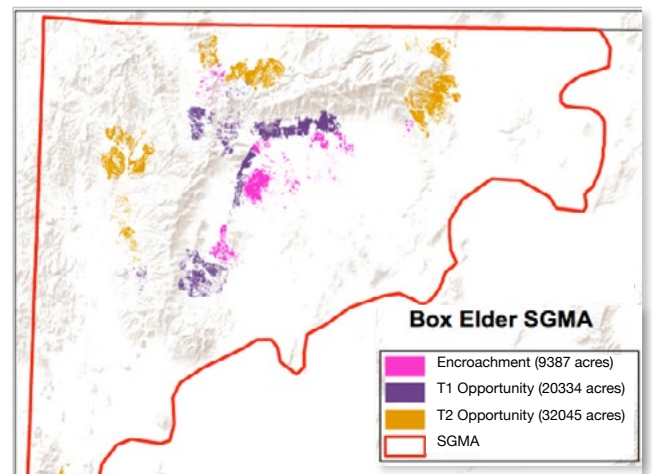 Box Elder SGMA
Encroachment (9387 acres)
T1 Opportunity (20334 acres)
T2 Opportunity (32045 acres)
SGMA